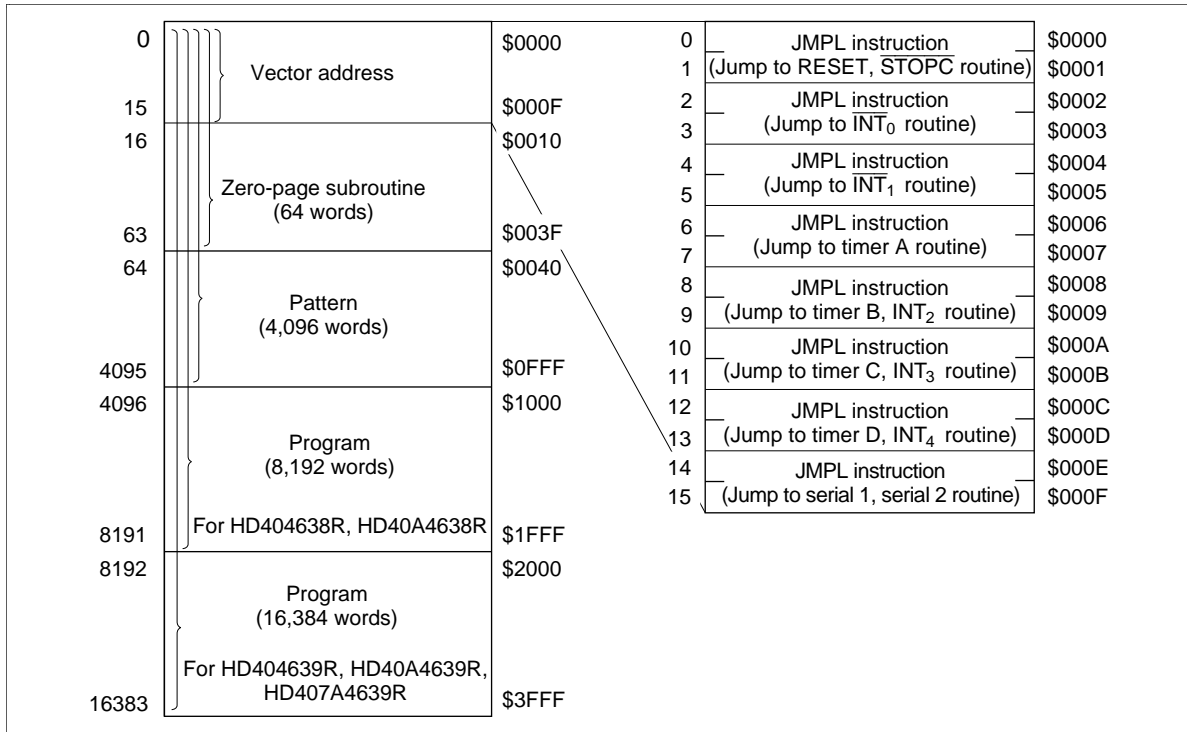 0
Vector address
15
$0000
$000F
16
Zero-page subroutine
(64 words)
63
$0010
$003F
64
Pattern
(4,096 words)
4095
$0040
$0FFF
4096
Program
(8,192 words)
For HD404638R, HD40A4638R
8191
$1000
$1FFF
8192
Program
(16,384 words)
For HD404639R, HD40A4639R,
HD407A4639R
16383
$2000
$3FFF
0
1
JMPL instruction
(Jump to RESET, S̅T̅O̅P̅C̅ routine)
$0000
$0001
2
3
JMPL instruction
(Jump to I̅N̅T̅₀ routine)
$0002
$0003
4
5
JMPL instruction
(Jump to I̅N̅T̅₁ routine)
$0004
$0005
6
7
JMPL instruction
(Jump to timer A routine)
$0006
$0007
8
9
JMPL instruction
(Jump to timer B, INT₂ routine)
$0008
$0009
10
11
JMPL instruction
(Jump to timer C, INT₃ routine)
$000A
$000B
12
13
JMPL instruction
(Jump to timer D, INT₄ routine)
$000C
$000D
14
15
JMPL instruction
(Jump to serial 1, serial 2 routine)
$000E
$000F